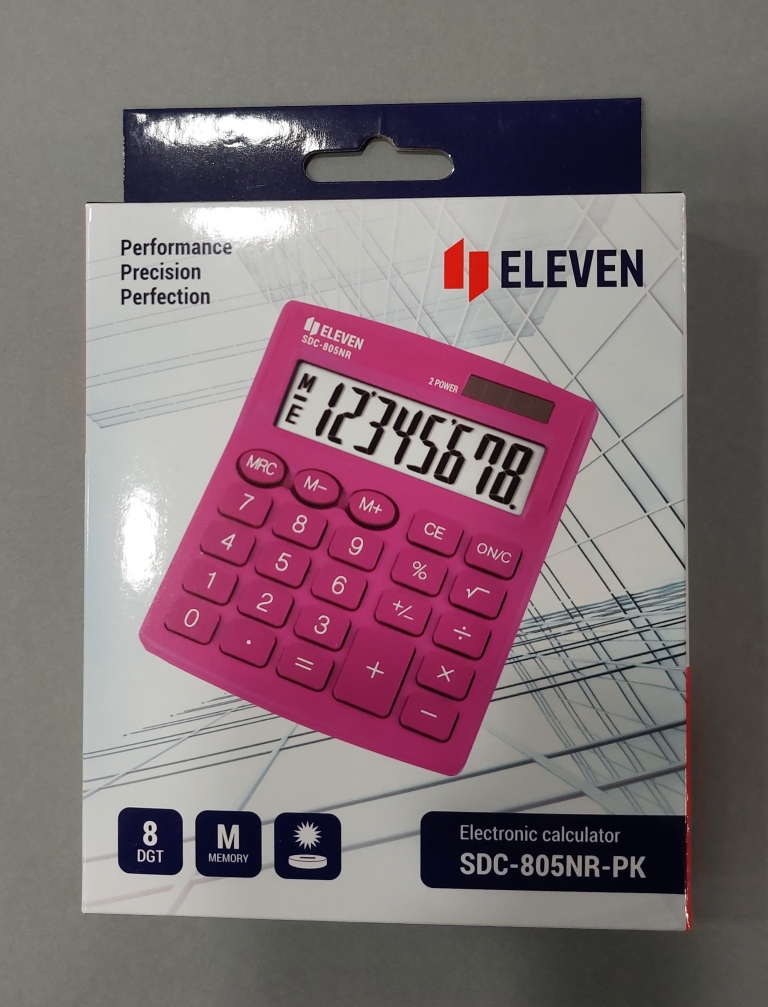 Performance
Precision
Perfection
ELEVEN
ELEVEN
SDC-805NR
2 POWER
M
E
12345678.
MRC M− M+ CE ON/C
7 8 9 % √
4 5 6 +/− ÷
1 2 3 + ×
0 . = −
8
DGT
M
MEMORY
Electronic calculator
SDC-805NR-PK